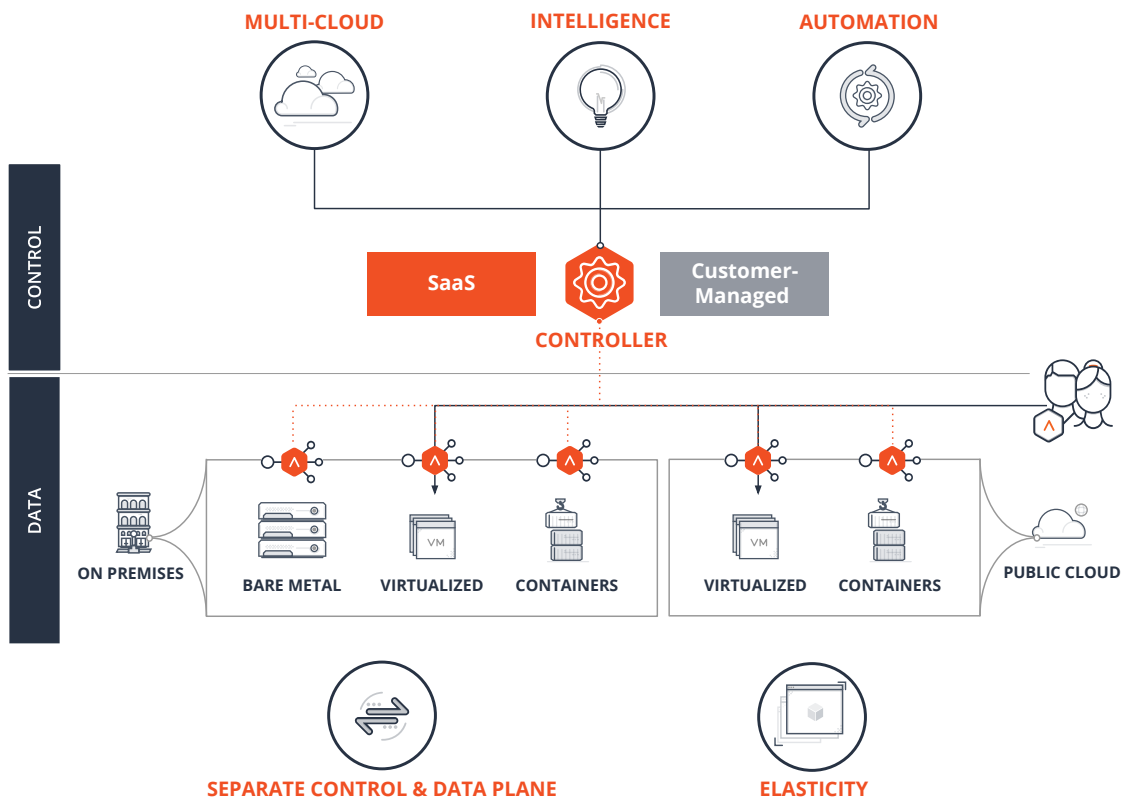 MULTI-CLOUD
INTELLIGENCE
AUTOMATION
CONTROL
SaaS
Customer-
Managed
CONTROLLER
DATA
ON PREMISES
BARE METAL
VM
VIRTUALIZED
CONTAINERS
VM
VIRTUALIZED
CONTAINERS
PUBLIC CLOUD
SEPARATE CONTROL & DATA PLANE
ELASTICITY